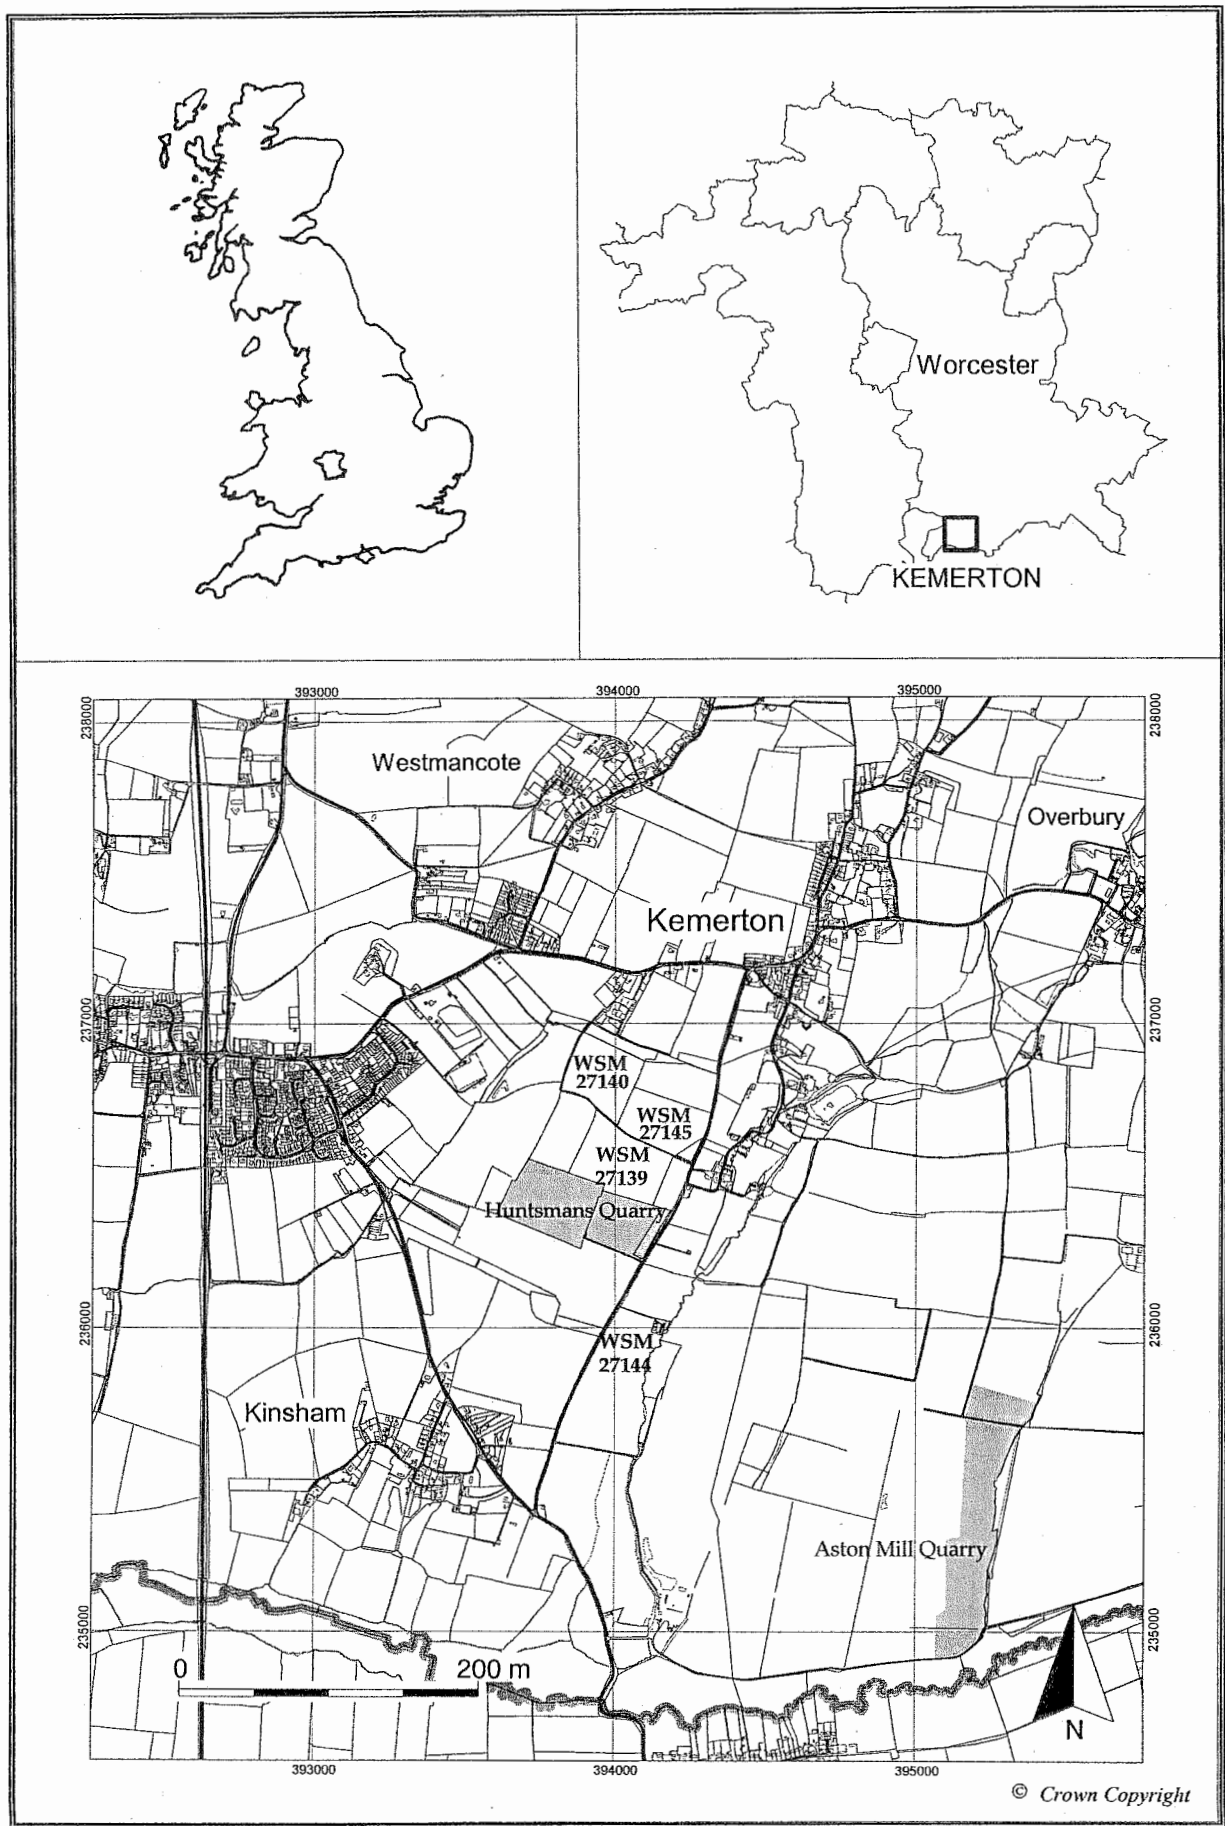 Worcester
KEMERTON
393000
394000
395000
238000
238000
Westmancote
Overbury
Kemerton
237000
237000
WSM
27140
WSM
27145
WSM
27139
Huntsmans Quarry
236000
236000
WSM
27144
Kinsham
Aston Mill Quarry
235000
235000
0
200 m
N
393000
394000
395000
© Crown Copyright